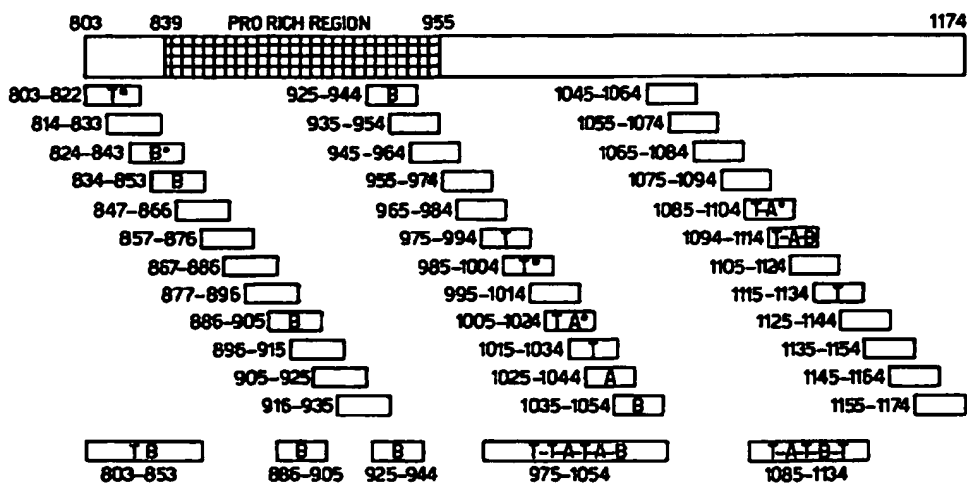 803 839 PRO RICH REGION 955 1174
803-822 T*
814-833
824-843 B*
834-853 B
847-866
857-876
867-886
877-896
886-905 B
896-915
905-925
916-935
925-944 B
935-954
945-964
955-974
965-984
975-994 T
985-1004 T*
995-1014
1005-1024 T A*
1015-1034 T
1025-1044 A
1035-1054 B
1045-1064
1055-1074
1065-1084
1075-1094
1085-1104 T-A*
1094-1114 T-A-B
1105-1124
1115-1134 T
1125-1144
1135-1154
1145-1164
1155-1174
T B B B T-T-A-T-A-B T-A-T-B-T
803-853 886-905 925-944 975-1054 1085-1134